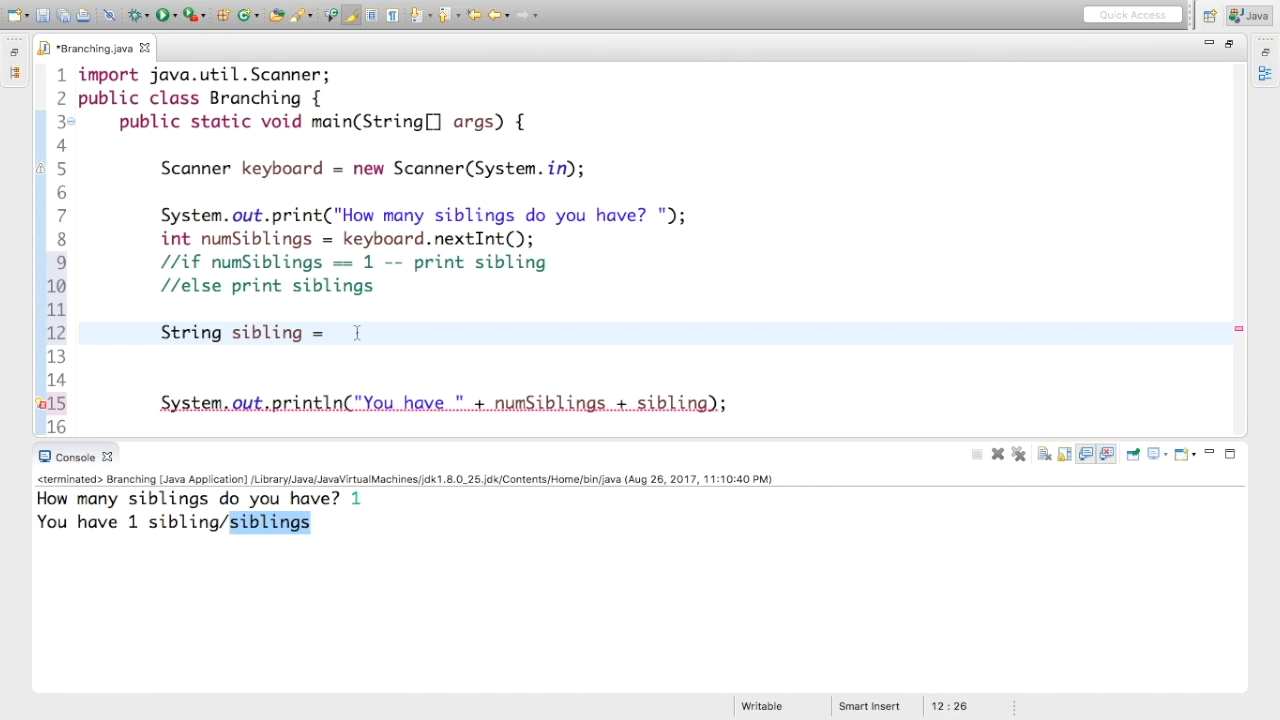 Quick Access
Java
*Branching.java
1 import java.util.Scanner;
2 public class Branching {
3 public static void main(String[] args) {
4
5 Scanner keyboard = new Scanner(System.in);
6
7 System.out.print("How many siblings do you have? ");
8 int numSiblings = keyboard.nextInt();
9 //if numSiblings == 1 -- print sibling
10 //else print siblings
11
12 String sibling =
13
14
15 System.out.println("You have " + numSiblings + sibling);
16
Console
<terminated> Branching [Java Application] /Library/Java/JavaVirtualMachines/jdk1.8.0_25.jdk/Contents/Home/bin/java (Aug 26, 2017, 11:10:40 PM)
How many siblings do you have? 1
You have 1 sibling/siblings
Writable
Smart Insert
12 : 26